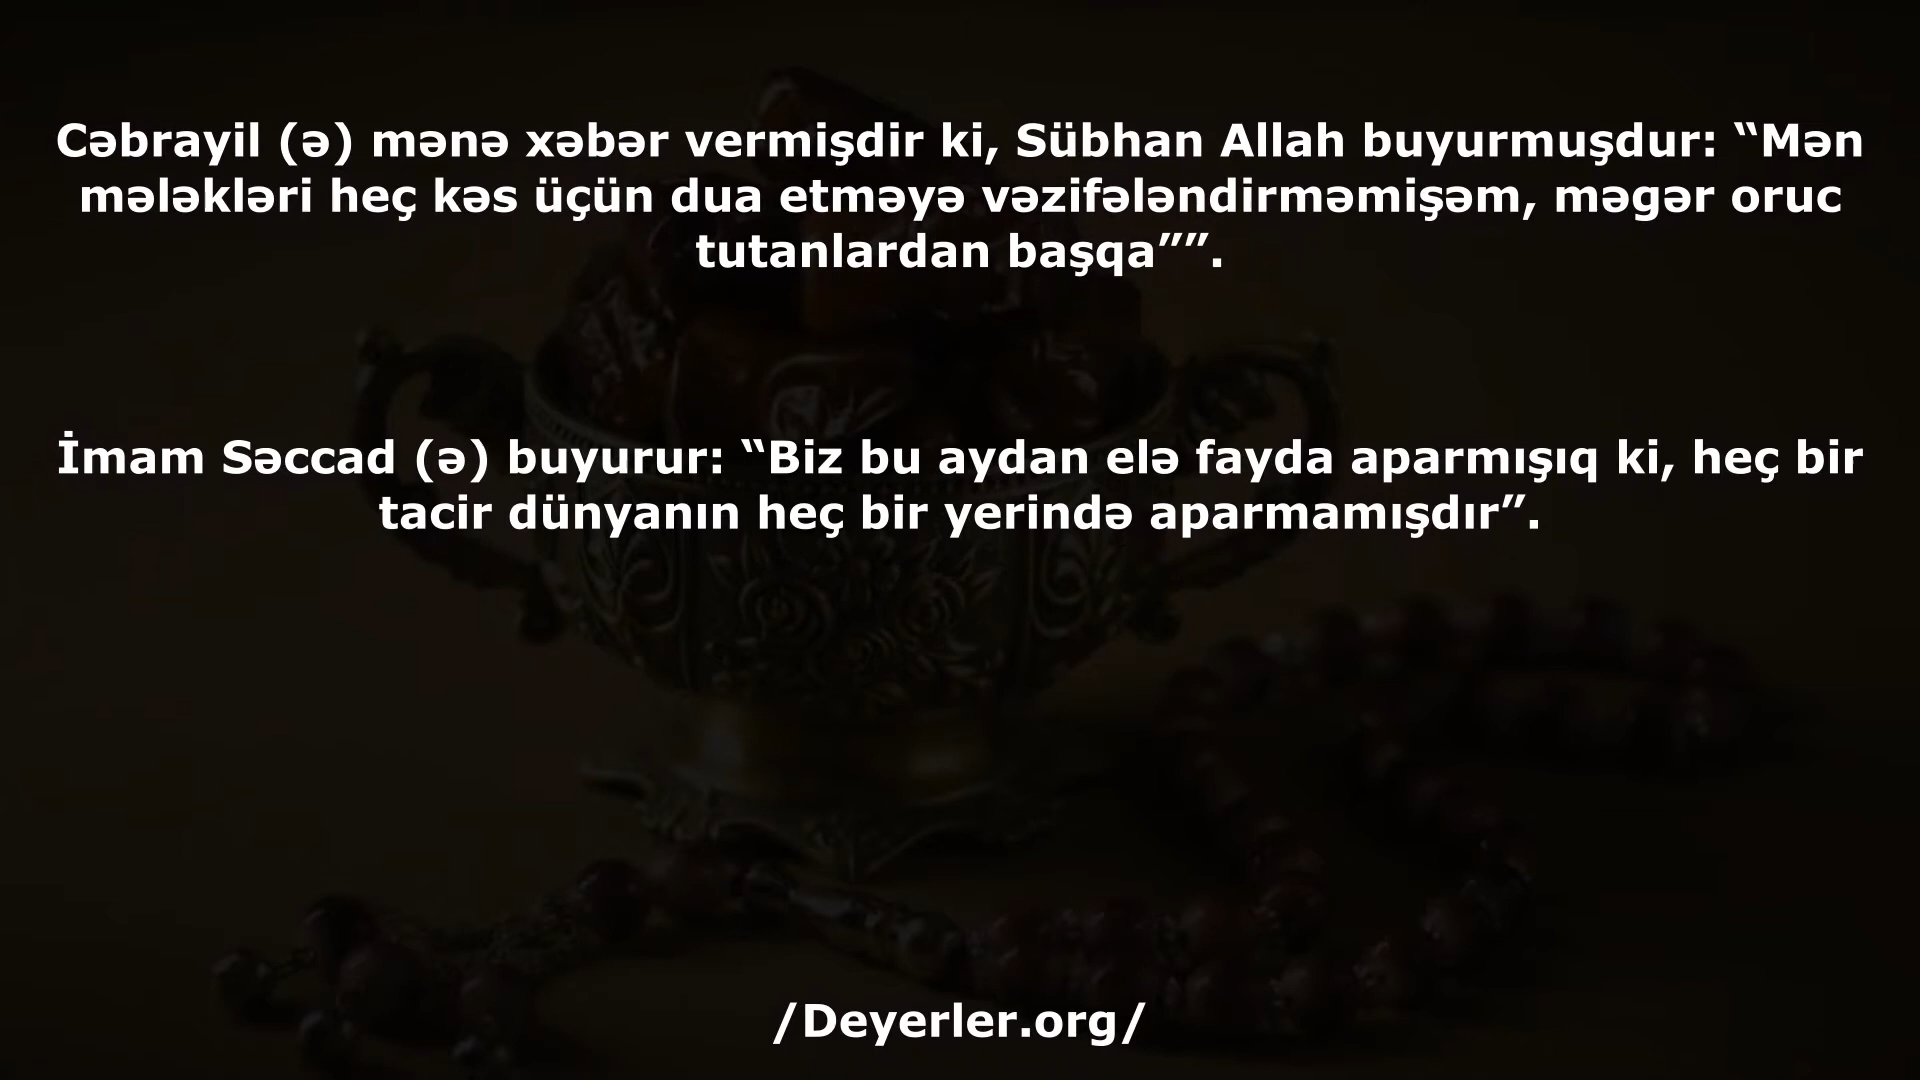 Cəbrayil (ə) mənə xəbər vermişdir ki, Sübhan Allah buyurmuşdur: “Mən
mələkləri heç kəs üçün dua etməyə vəzifələndirməmişəm, məgər oruc
tutanlardan başqa””.
İmam Səccad (ə) buyurur: “Biz bu aydan elə fayda aparmışıq ki, heç bir
tacir dünyanın heç bir yerində aparmamışdır”.
/Deyerler.org/